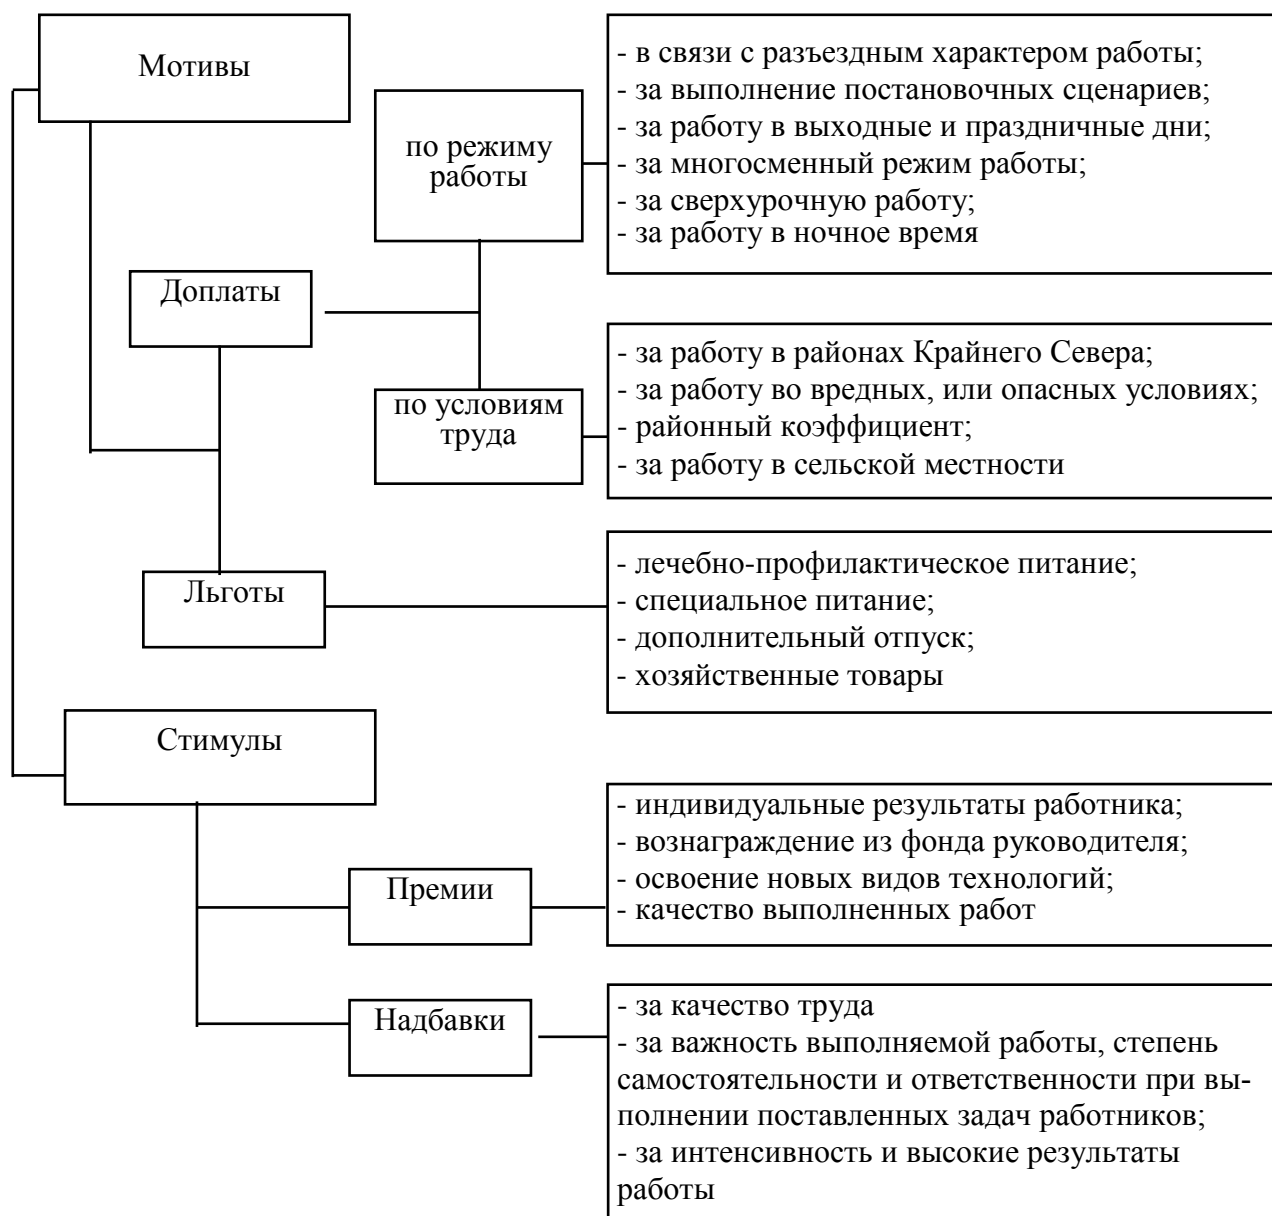 Мотивы
- в связи с разъездным характером работы;
- за выполнение постановочных сценариев;
- за работу в выходные и праздничные дни;
- за многосменный режим работы;
- за сверхурочную работу;
- за работу в ночное время
по режиму
работы
Доплаты
- за работу в районах Крайнего Севера;
- за работу во вредных, или опасных условиях;
- районный коэффициент;
- за работу в сельской местности
по условиям
труда
Льготы
- лечебно-профилактическое питание;
- специальное питание;
- дополнительный отпуск;
- хозяйственные товары
Стимулы
- индивидуальные результаты работника;
- вознаграждение из фонда руководителя;
- освоение новых видов технологий;
- качество выполненных работ
Премии
Надбавки
- за качество труда
- за важность выполняемой работы, степень
самостоятельности и ответственности при вы-
полнении поставленных задач работников;
- за интенсивность и высокие результаты
работы